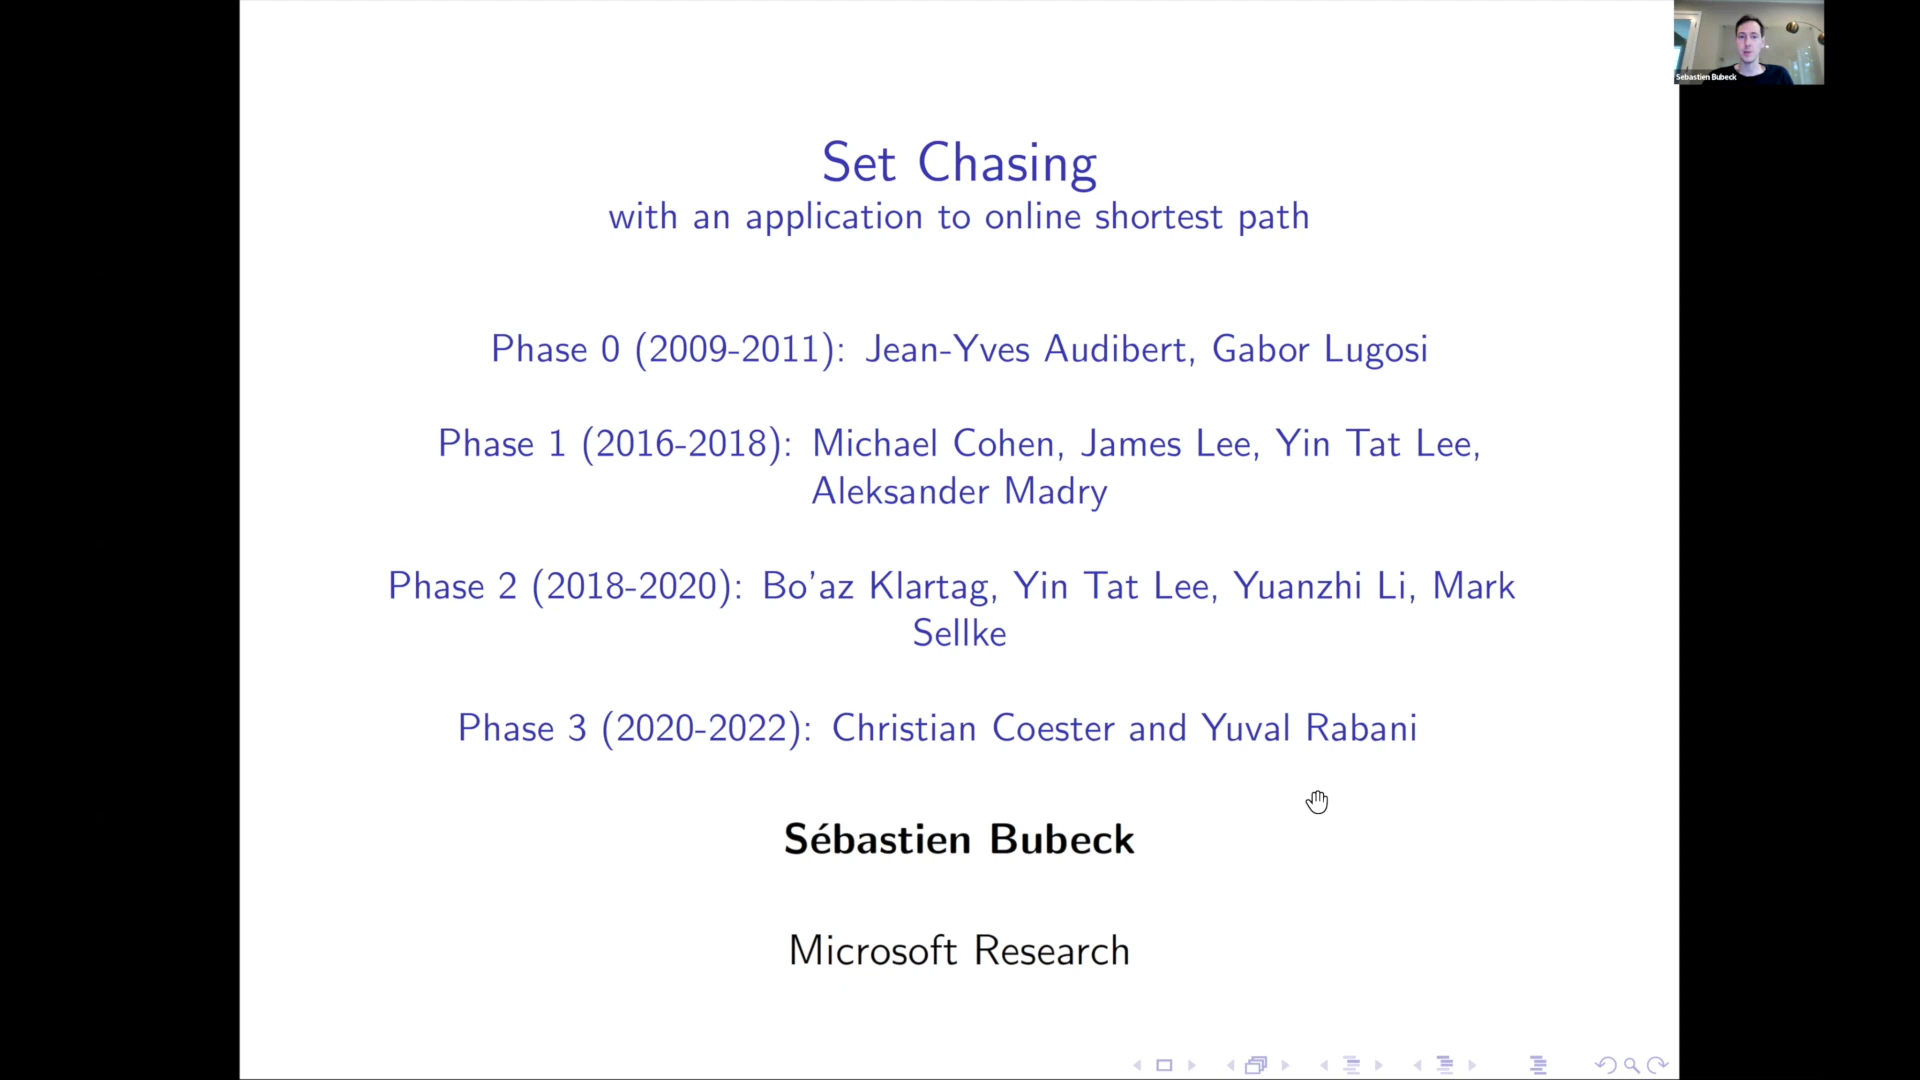 Sebastien Bubeck
Set Chasing
with an application to online shortest path
Phase 0 (2009-2011): Jean-Yves Audibert, Gabor Lugosi
Phase 1 (2016-2018): Michael Cohen, James Lee, Yin Tat Lee,
Aleksander Madry
Phase 2 (2018-2020): Bo'az Klartag, Yin Tat Lee, Yuanzhi Li, Mark
Sellke
Phase 3 (2020-2022): Christian Coester and Yuval Rabani
Sébastien Bubeck
Microsoft Research